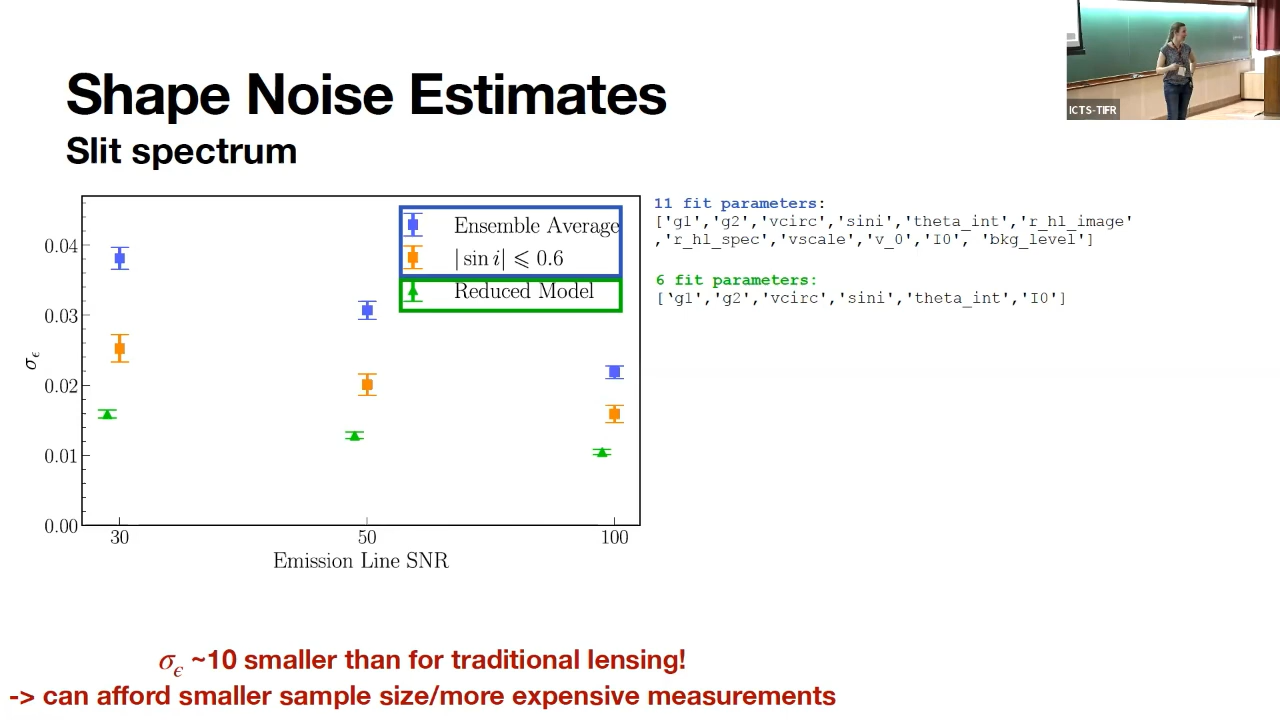 ICTS-TIFR
Shape Noise Estimates
Slit spectrum
Ensemble Average
|sin i| ⩽ 0.6
Reduced Model
0.04
0.03
0.02
0.01
0.00
σϵ
30
50
100
Emission Line SNR
11 fit parameters:
['g1','g2','vcirc','sini','theta_int','r_hl_image'
,'r_hl_spec','vscale','v_0','I0', 'bkg_level']
6 fit parameters:
['g1','g2','vcirc','sini','theta_int','I0']
σϵ ~10 smaller than for traditional lensing!
-> can afford smaller sample size/more expensive measurements